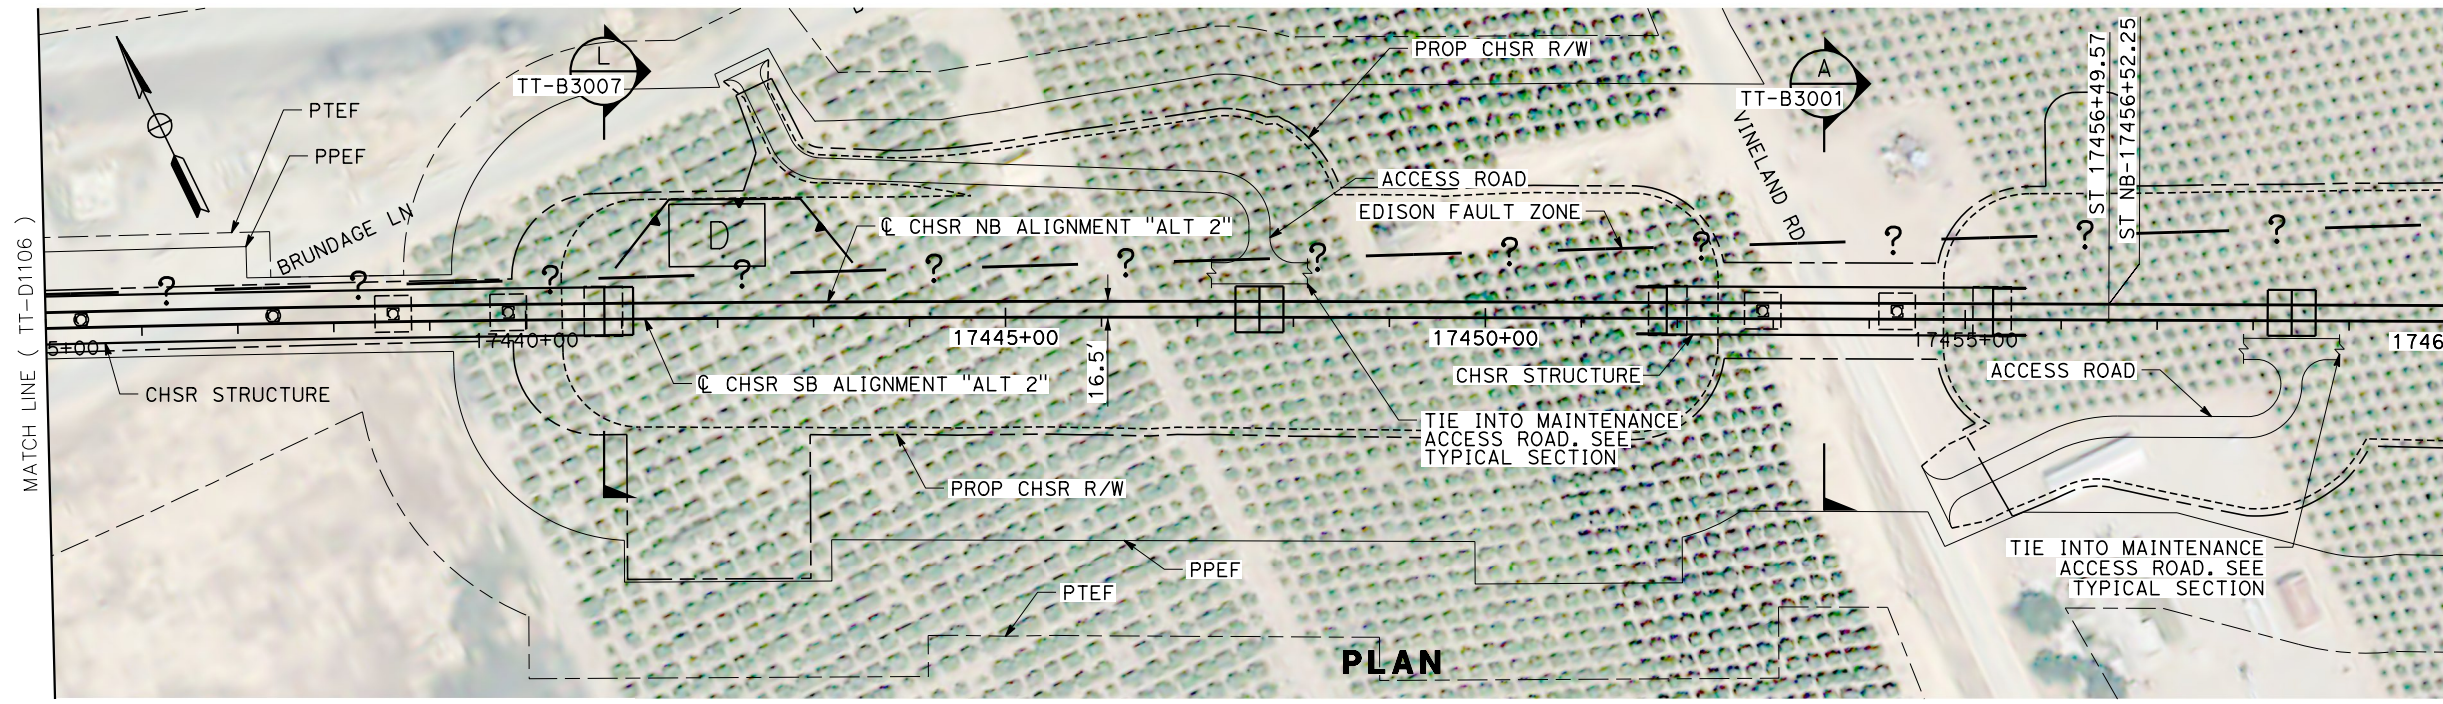 L
TT-B3007
PROP CHSR R/W
A
TT-B3001
ST 17456+49.57
ST NB-17456+52.25
PTEF
PPEF
VINELAND RD
ACCESS ROAD
EDISON FAULT ZONE
BRUNDAGE LN
D
℄ CHSR NB ALIGNMENT "ALT 2"
? ? ? ? ? ? ? ? ? ? ? ?
MATCH LINE ( TT-D1106 )
5+00
17440+00
17445+00
17450+00
17455+00
1746
16.5'
CHSR STRUCTURE
℄ CHSR SB ALIGNMENT "ALT 2"
CHSR STRUCTURE
ACCESS ROAD
TIE INTO MAINTENANCE
ACCESS ROAD. SEE
TYPICAL SECTION
PROP CHSR R/W
TIE INTO MAINTENANCE
ACCESS ROAD. SEE
TYPICAL SECTION
PPEF
PTEF
PLAN